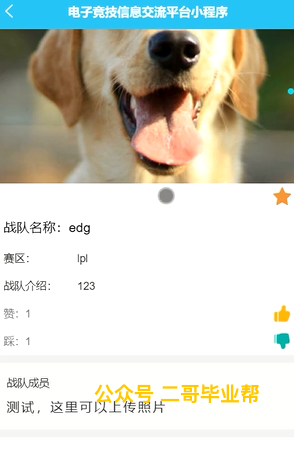 电子竞技信息交流平台小程序
战队名称：edg
赛区： lpl
战队介绍： 123
赞：1
踩：1
战队成员
公众号 二哥毕业帮
测试，这里可以上传照片